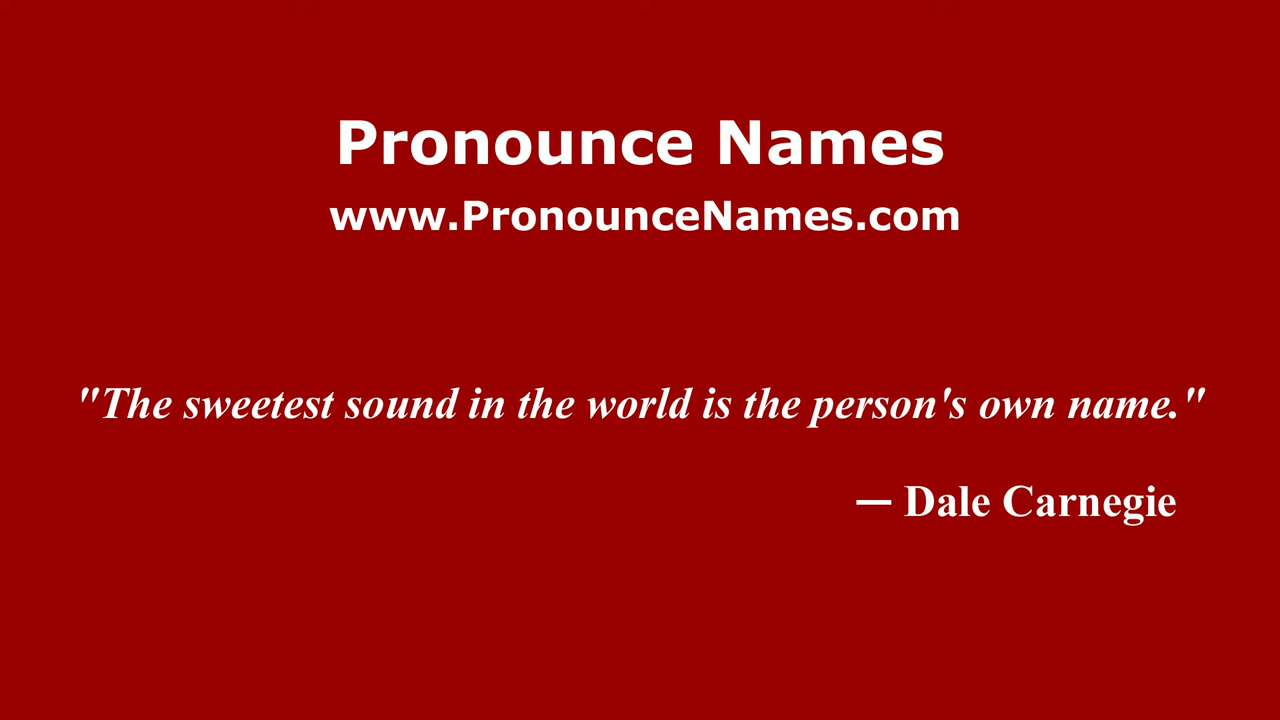 Pronounce Names
www.PronounceNames.com
"The sweetest sound in the world is the person's own name."
— Dale Carnegie